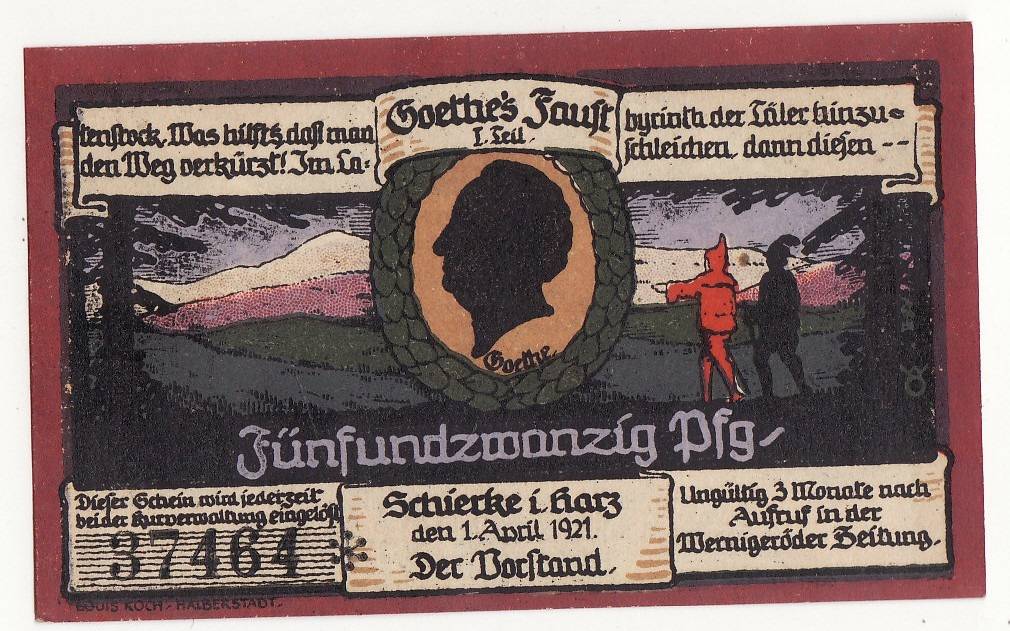 Goethe's Faust
I. Teil.
tenstock. Was hilft's, daß man
den Weg verkürzt! Im La-
byrinth der Täler hinzu-
schleichen, dann diesen --
Goethe.
Fünfundzwanzig Pfg.
Dieser Schein wird jederzeit
bei der Kurverwaltung eingelöst
37464
Schierke i. Harz
den 1. April 1921.
Der Vorstand.
Ungültig 3 Monate nach
Aufruf in der
Wernigeröder Zeitung.
LOUIS KOCH, HALBERSTADT.